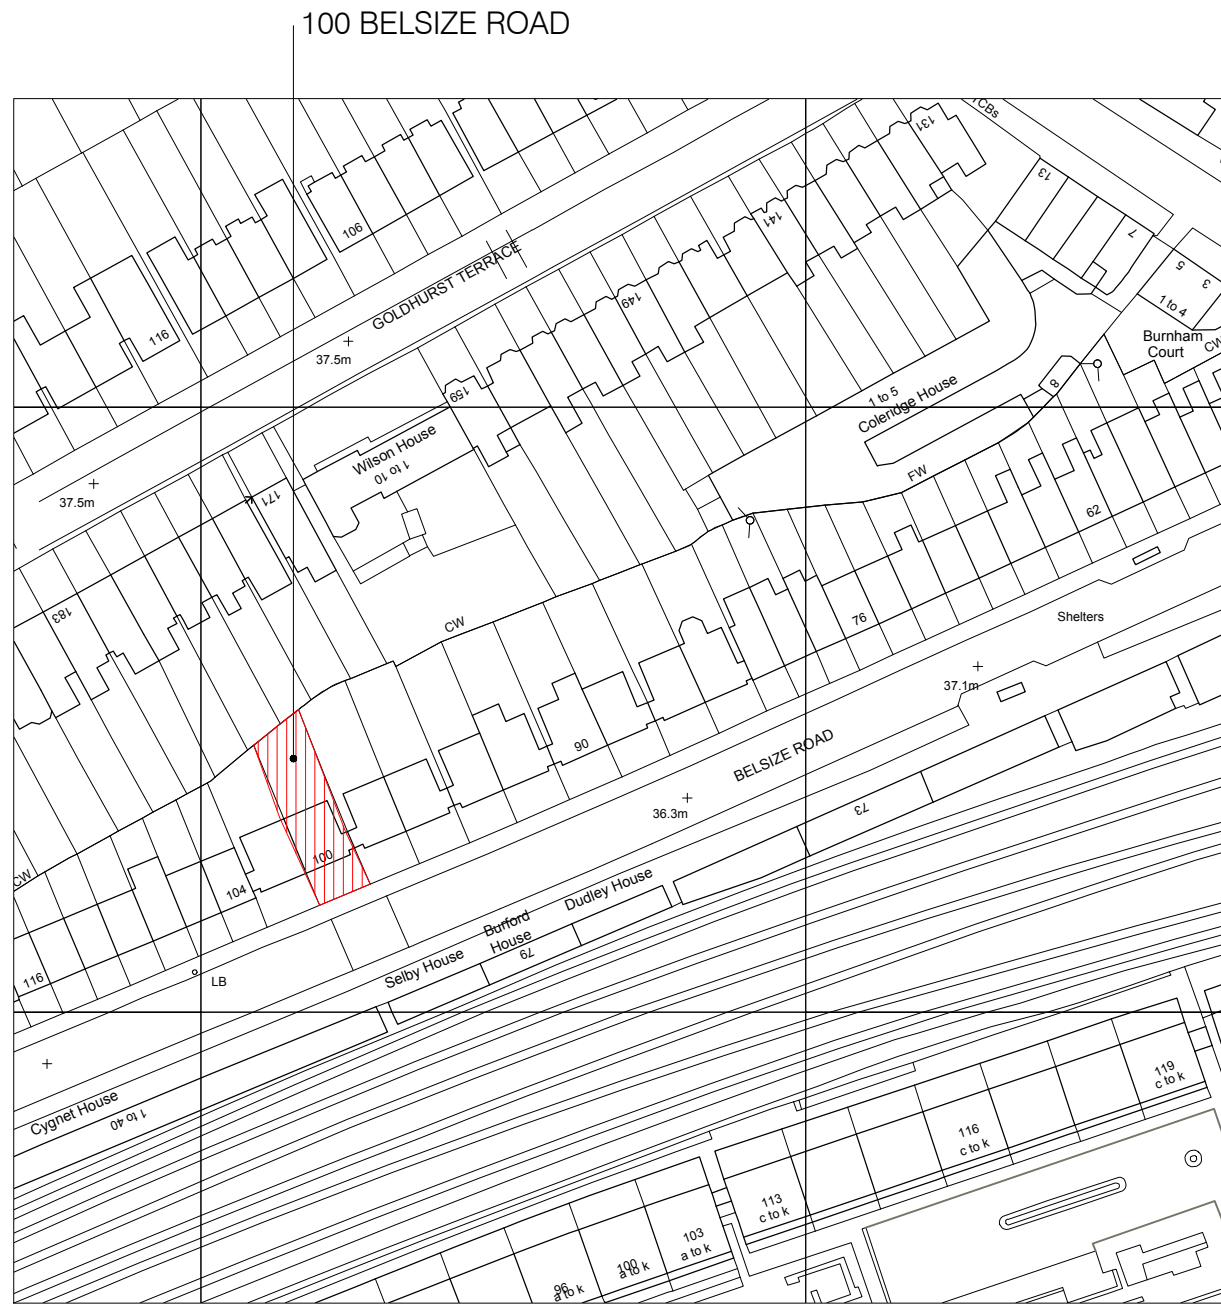 100 BELSIZE ROAD
TCBs
131
13
7
5
3
1 to 4
Burnham
Court
CW
106
141
GOLDHURST TERRACE
149
116
37.5m
159
1 to 5
Coleridge House
8
Wilson House
1 to 10
FW
37.5m
171
62
183
CW
76
Shelters
37.1m
90
BELSIZE ROAD
36.3m
73
100
CW
104
Dudley House
Burford
House
79
Selby House
116
LB
Cygnet House
1 to 40
119
c to k
116
c to k
113
c to k
103
a to k
100
a to k
96
a to k